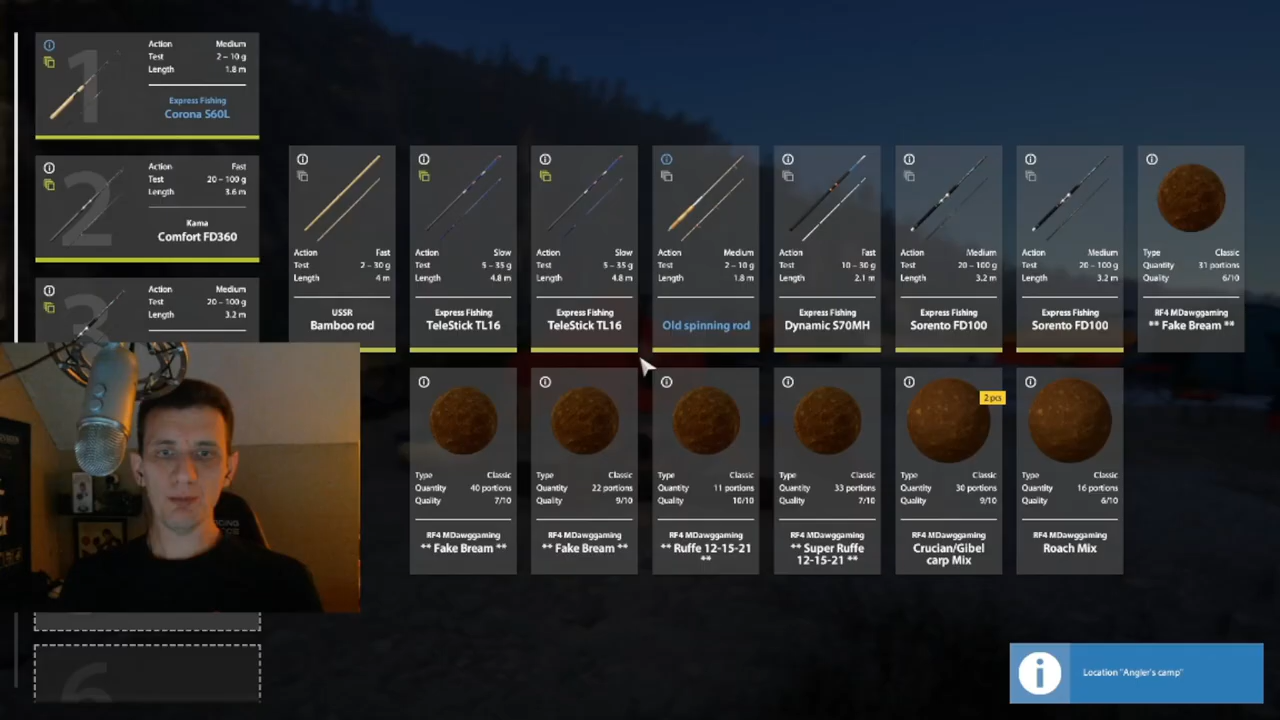 1
Action Medium
Test 2 – 10 g
Length 1.8 m
Express Fishing
Corona S60L
2
Action Fast
Test 20 – 100 g
Length 3.6 m
Kama
Comfort FD360
3
Action Medium
Test 20 – 100 g
Length 3.2 m
Action Fast
Test 2 – 30 g
Length 4 m
USSR
Bamboo rod
Action Slow
Test 5 – 35 g
Length 4.8 m
Express Fishing
TeleStick TL16
Action Slow
Test 5 – 35 g
Length 4.8 m
Express Fishing
TeleStick TL16
Action Medium
Test 2 – 10 g
Length 1.8 m
Old spinning rod
Action Fast
Test 10 – 30 g
Length 2.1 m
Express Fishing
Dynamic S70MH
Action Medium
Test 20 – 100 g
Length 3.2 m
Express Fishing
Sorento FD100
Action Medium
Test 20 – 100 g
Length 3.2 m
Express Fishing
Sorento FD100
Type Classic
Quantity 31 portions
Quality 6/10
RF4 MDawggaming
** Fake Bream **
Type Classic
Quantity 40 portions
Quality 7/10
RF4 MDawggaming
** Fake Bream **
Type Classic
Quantity 22 portions
Quality 9/10
RF4 MDawggaming
** Fake Bream **
Type Classic
Quantity 11 portions
Quality 10/10
RF4 MDawggaming
** Ruffe 12-15-21
**
Type Classic
Quantity 33 portions
Quality 7/10
RF4 MDawggaming
** Super Ruffe
12-15-21 **
2 pcs
Type Classic
Quantity 30 portions
Quality 9/10
RF4 MDawggaming
Crucian/Gibel
carp Mix
Type Classic
Quantity 16 portions
Quality 6/10
RF4 MDawggaming
Roach Mix
6
Location "Angler's camp"